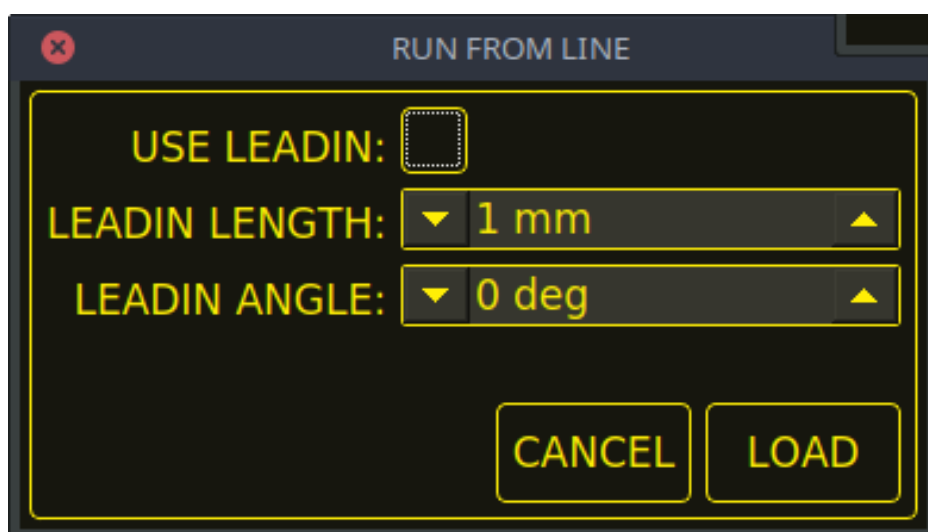 RUN FROM LINE
USE LEADIN:
LEADIN LENGTH: 1 mm
LEADIN ANGLE: 0 deg
CANCEL LOAD